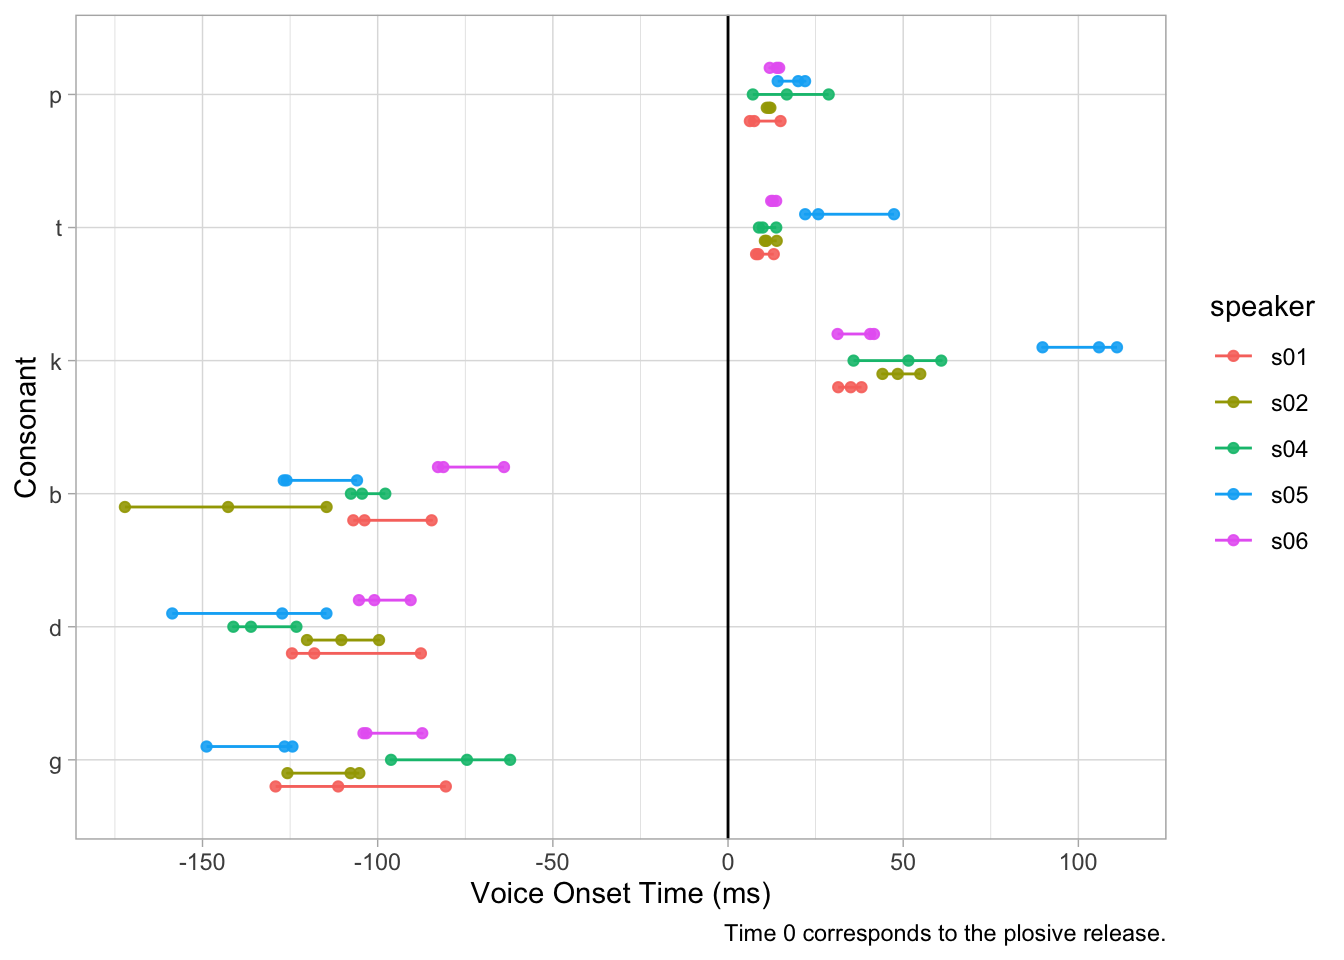 p
t
k
b
d
g
Consonant
-150 -100 -50 0 50 100
Voice Onset Time (ms)
Time 0 corresponds to the plosive release.
speaker
s01
s02
s04
s05
s06